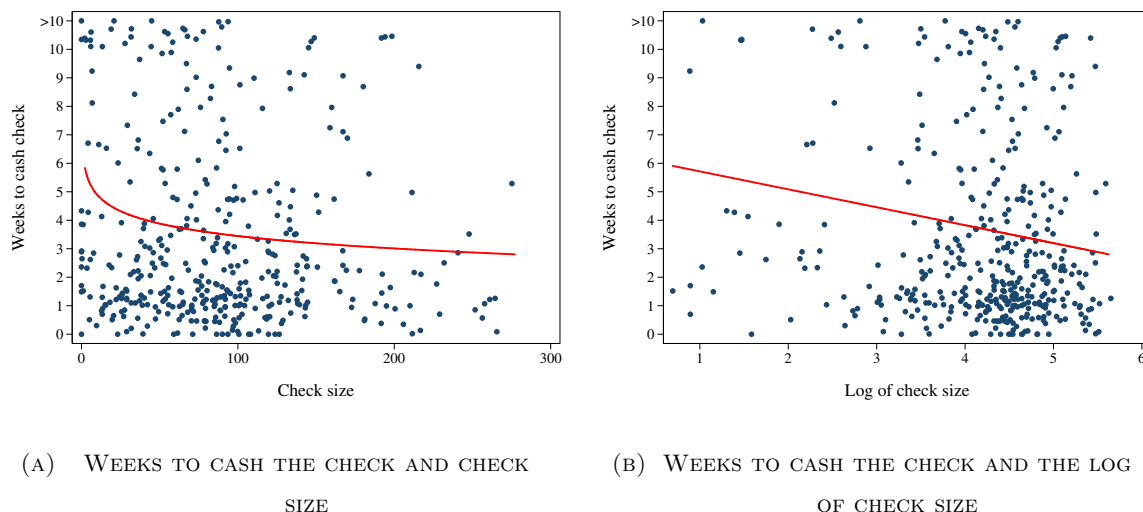 >10
10
9
8
7
6
5
4
3
2
1
0
Weeks to cash check
0 100 200 300
Check size
(A) WEEKS TO CASH THE CHECK AND CHECK
SIZE
>10
10
9
8
7
6
5
4
3
2
1
0
Weeks to cash check
1 2 3 4 5 6
Log of check size
(B) WEEKS TO CASH THE CHECK AND THE LOG
OF CHECK SIZE